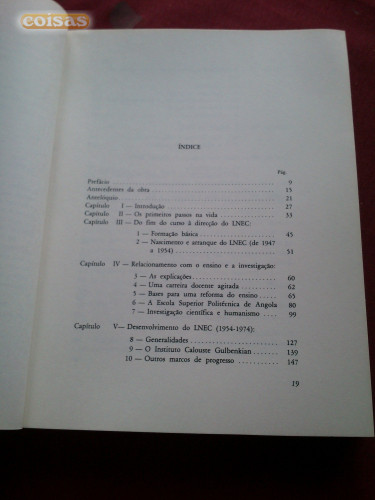 coisas
ÍNDICE
Pág.
Prefácio 9
Antecedentes da obra 15
Antelóquio 21
Capítulo I — Introdução 27
Capítulo II — Os primeiros passos na vida 33
Capítulo III — Do fim do curso à direcção do LNEC:
1 — Formação básica 45
2 — Nascimento e arranque do LNEC (de 1947
a 1954) 51
Capítulo IV — Relacionamento com o ensino e a investigação:
3 — As explicações 60
4 — Uma carreira docente agitada 62
5 — Bases para uma reforma do ensino 65
6 — A Escola Superior Politécnica de Angola 80
7 — Investigação científica e humanismo 99
Capítulo V — Desenvolvimento do LNEC (1954-1974):
8 — Generalidades 127
9 — O Instituto Calouste Gulbenkian 139
10 — Outros marcos de progresso 147
19